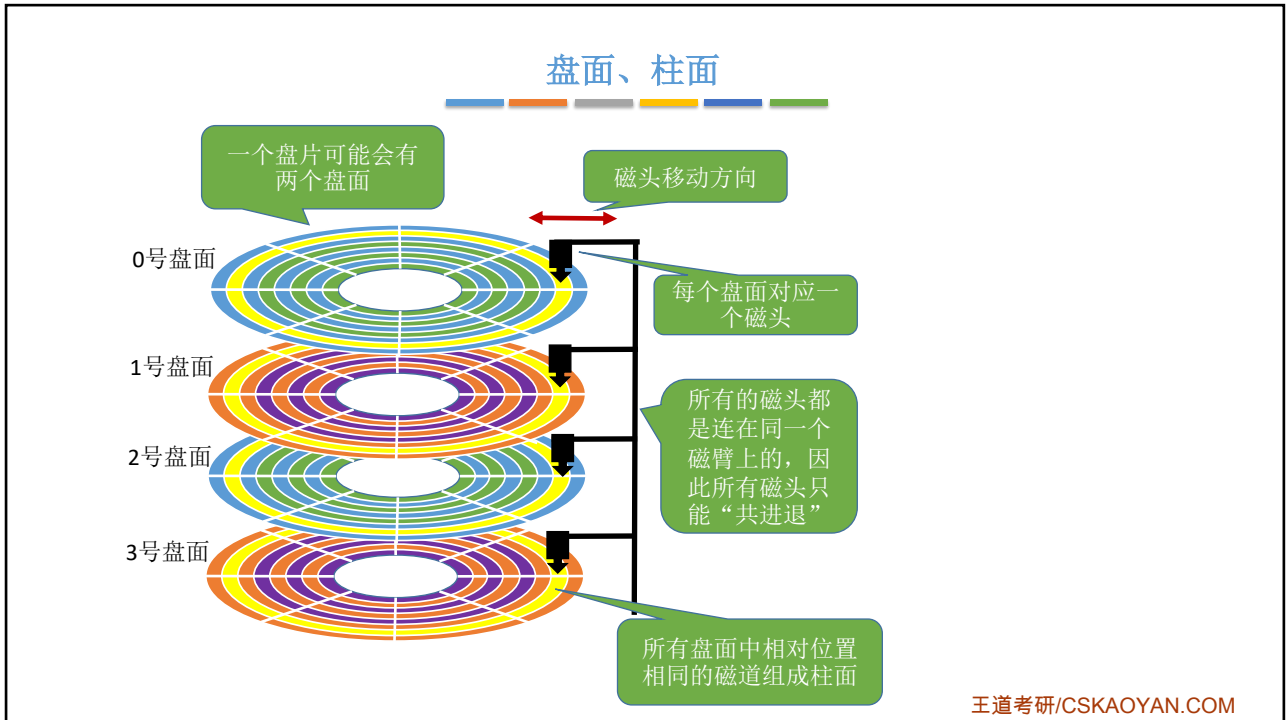 盘面、柱面
一个盘片可能会有
两个盘面
磁头移动方向
0号盘面
每个盘面对应一
个磁头
1号盘面
所有的磁头都
是连在同一个
磁臂上的，因
此所有磁头只
能“共进退”
2号盘面
3号盘面
所有盘面中相对位置
相同的磁道组成柱面
王道考研/CSKAOYAN.COM